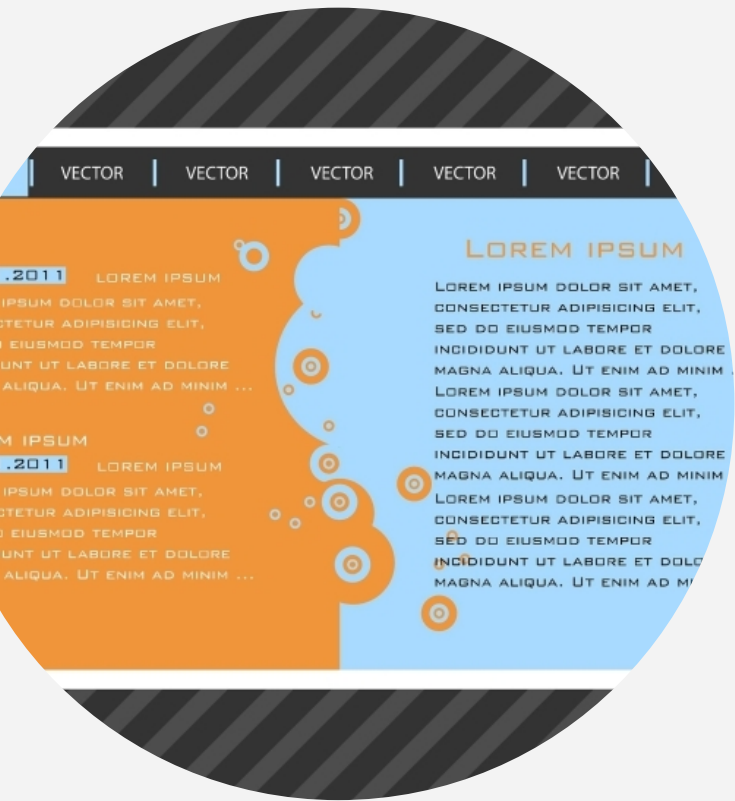 VECTOR VECTOR VECTOR VECTOR VECTOR
.2011 LOREM IPSUM
IPSUM DOLOR SIT AMET,
CTETUR ADIPISICING ELIT,
EIUSMOD TEMPOR
UNT UT LABORE ET DOLORE
ALIQUA. UT ENIM AD MINIM ...
M IPSUM
.2011 LOREM IPSUM
IPSUM DOLOR SIT AMET,
CTETUR ADIPISICING ELIT,
EIUSMOD TEMPOR
UNT UT LABORE ET DOLORE
ALIQUA. UT ENIM AD MINIM ...
LOREM IPSUM
LOREM IPSUM DOLOR SIT AMET,
CONSECTETUR ADIPISICING ELIT,
SED DO EIUSMOD TEMPOR
INCIDIDUNT UT LABORE ET DOLORE
MAGNA ALIQUA. UT ENIM AD MINIM .
LOREM IPSUM DOLOR SIT AMET,
CONSECTETUR ADIPISICING ELIT,
SED DO EIUSMOD TEMPOR
INCIDIDUNT UT LABORE ET DOLORE
MAGNA ALIQUA. UT ENIM AD MINIM
LOREM IPSUM DOLOR SIT AMET,
CONSECTETUR ADIPISICING ELIT,
SED DO EIUSMOD TEMPOR
INCIDIDUNT UT LABORE ET DOLO
MAGNA ALIQUA. UT ENIM AD M